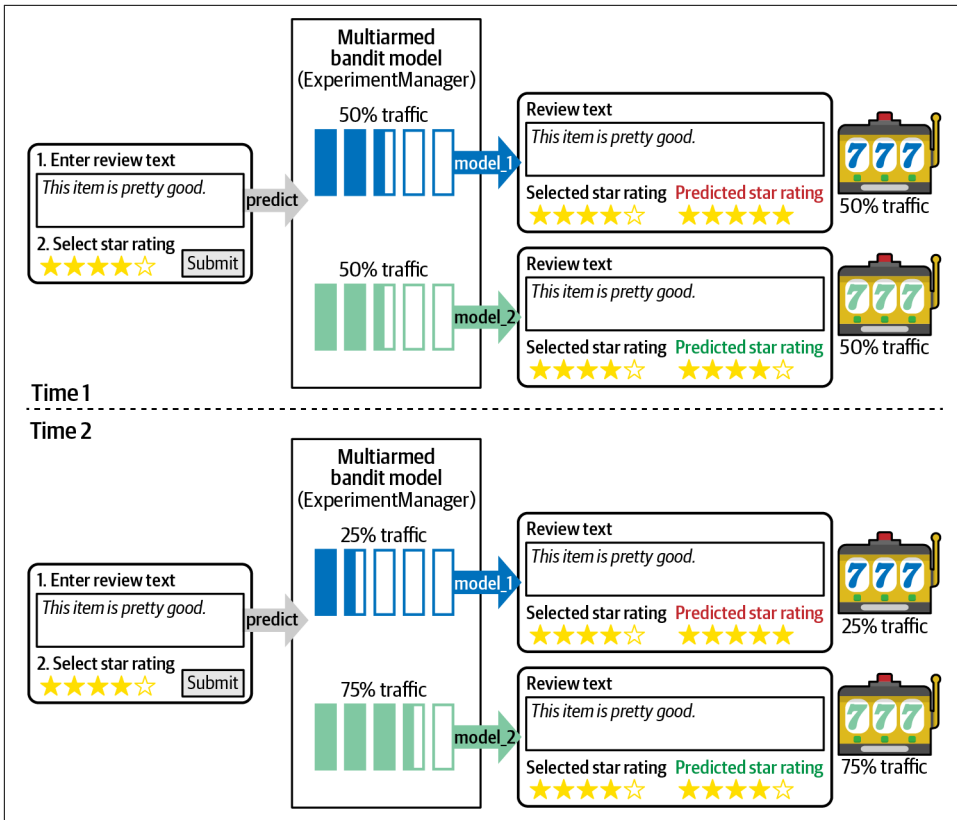 Multiarmed
bandit model
(ExperimentManager)
50% traffic
1. Enter review text
This item is pretty good.
2. Select star rating
Submit
predict
model_1
Review text
This item is pretty good.
Selected star rating Predicted star rating
777
50% traffic
50% traffic
model_2
Review text
This item is pretty good.
Selected star rating Predicted star rating
777
50% traffic
Time 1
Time 2
Multiarmed
bandit model
(ExperimentManager)
25% traffic
1. Enter review text
This item is pretty good.
2. Select star rating
Submit
predict
model_1
Review text
This item is pretty good.
Selected star rating Predicted star rating
777
25% traffic
75% traffic
model_2
Review text
This item is pretty good.
Selected star rating Predicted star rating
777
75% traffic